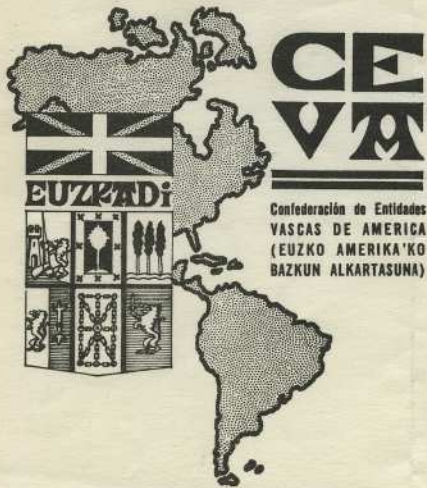 CE
VA
EUZKADi
Confederación de Entidades
VASCAS DE AMERICA
(EUZKO AMERIKA'KO
BAZKUN ALKARTASUNA)